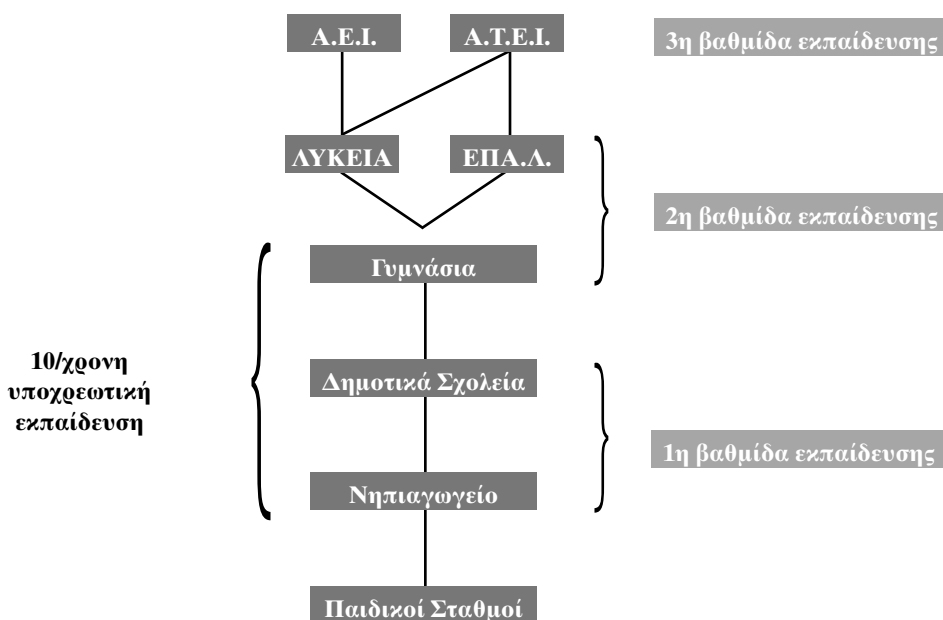 Α.Ε.Ι.
Α.Τ.Ε.Ι.
3η βαθμίδα εκπαίδευσης
ΛΥΚΕΙΑ
ΕΠΑ.Λ.
2η βαθμίδα εκπαίδευσης
Γυμνάσια
10/χρονη
υποχρεωτική
εκπαίδευση
Δημοτικά Σχολεία
1η βαθμίδα εκπαίδευσης
Νηπιαγωγείο
Παιδικοί Σταθμοί